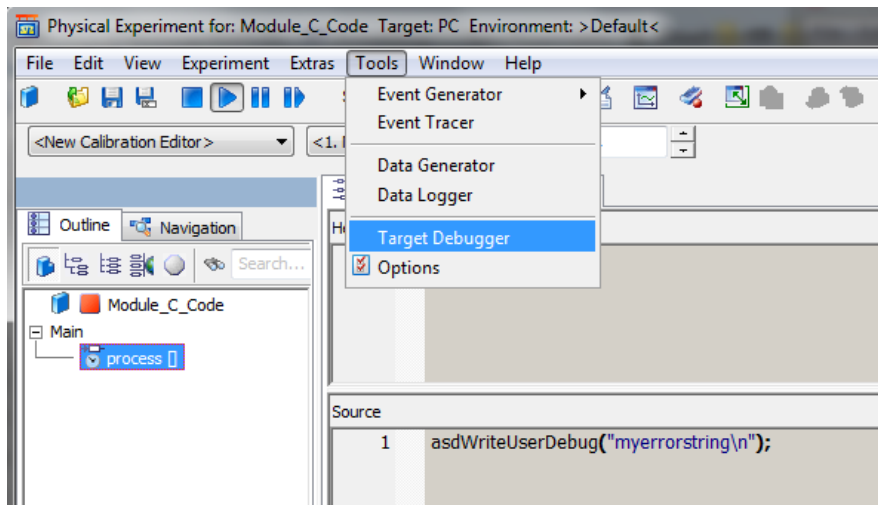 Physical Experiment for: Module_C_Code Target: PC Environment: >Default<
File Edit View Experiment Extras Tools Window Help
Event Generator
Event Tracer
<New Calibration Editor>
<1.
Data Generator
Data Logger
Outline Navigation
Target Debugger
Search...
Options
Module_C_Code
Main
process []
Source
1 asdWriteUserDebug("myerrorstring\n");